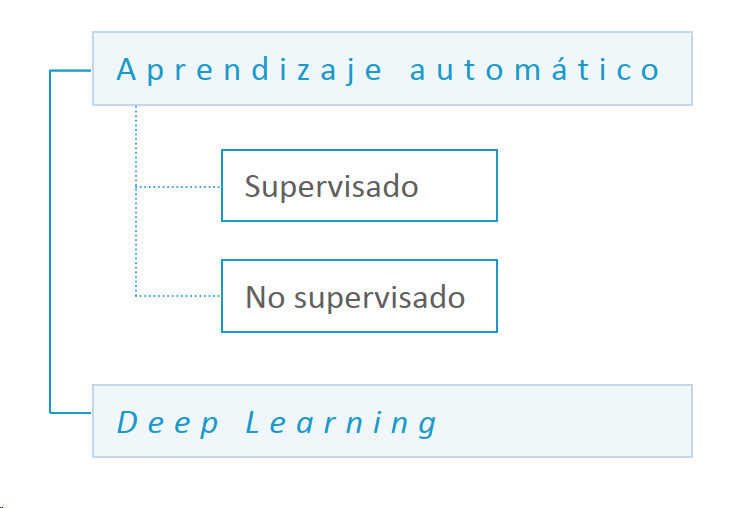 Aprendizaje automático
Supervisado
No supervisado
Deep Learning